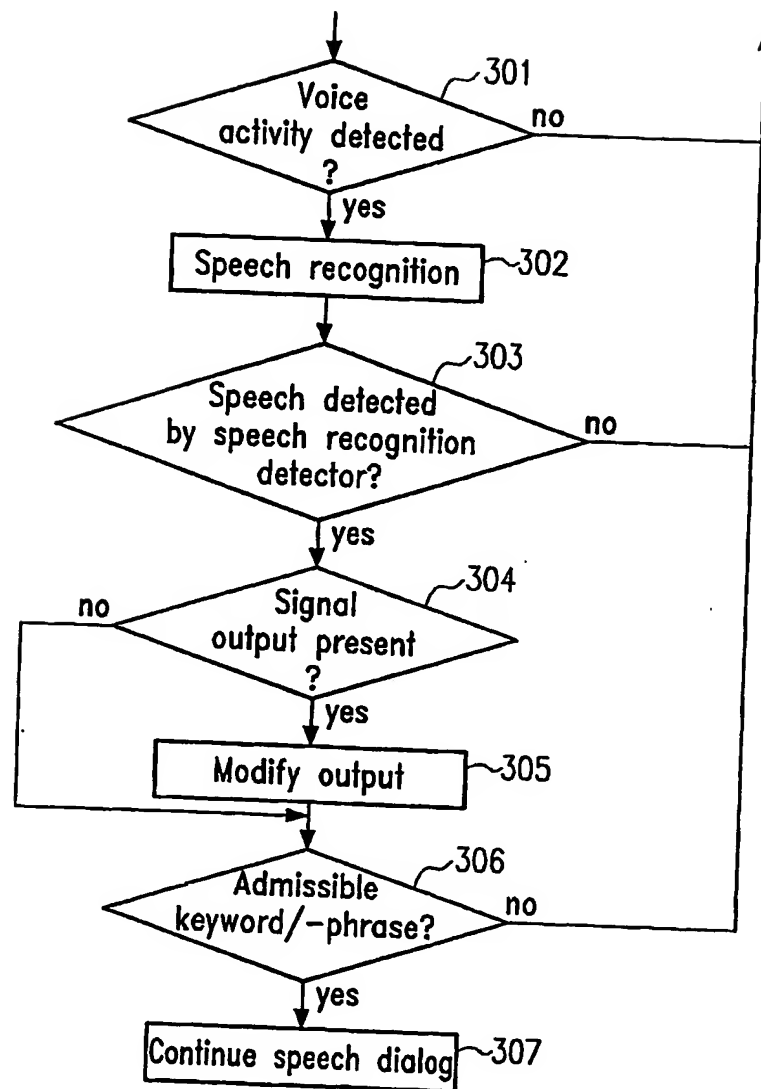 301
Voice
activity detected
?
no
yes
Speech recognition
302
303
Speech detected
by speech recognition
detector?
no
yes
304
no
Signal
output present
?
yes
Modify output
305
306
Admissible
keyword/-phrase?
no
yes
Continue speech dialog
307